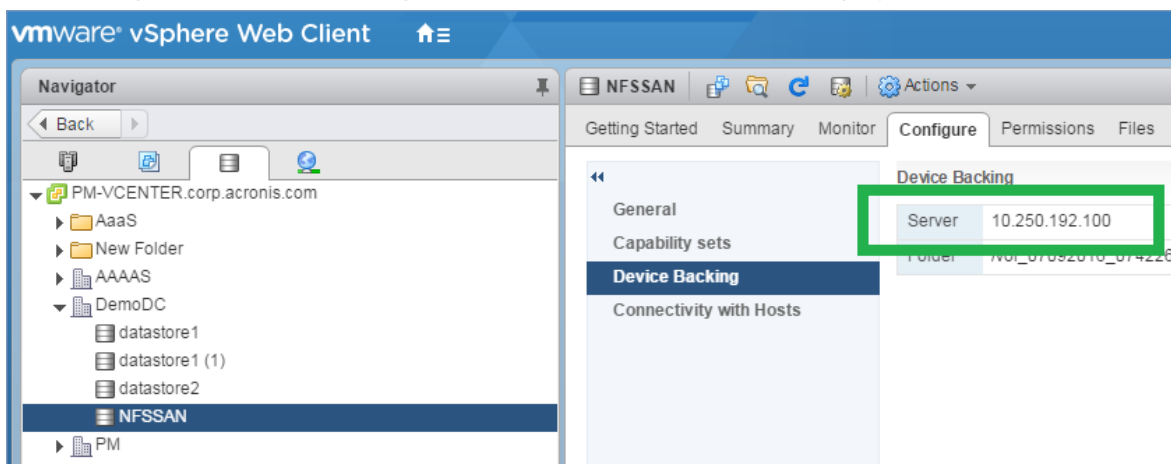 vmware® vSphere Web Client
Navigator
Back
PM-VCENTER.corp.acronis.com
AaaS
New Folder
AAAAS
DemoDC
datastore1
datastore1 (1)
datastore2
NFSSAN
PM
NFSSAN
Actions
Getting Started Summary Monitor Configure Permissions Files
General
Capability sets
Device Backing
Connectivity with Hosts
Device Backing
Server 10.250.192.100
Folder